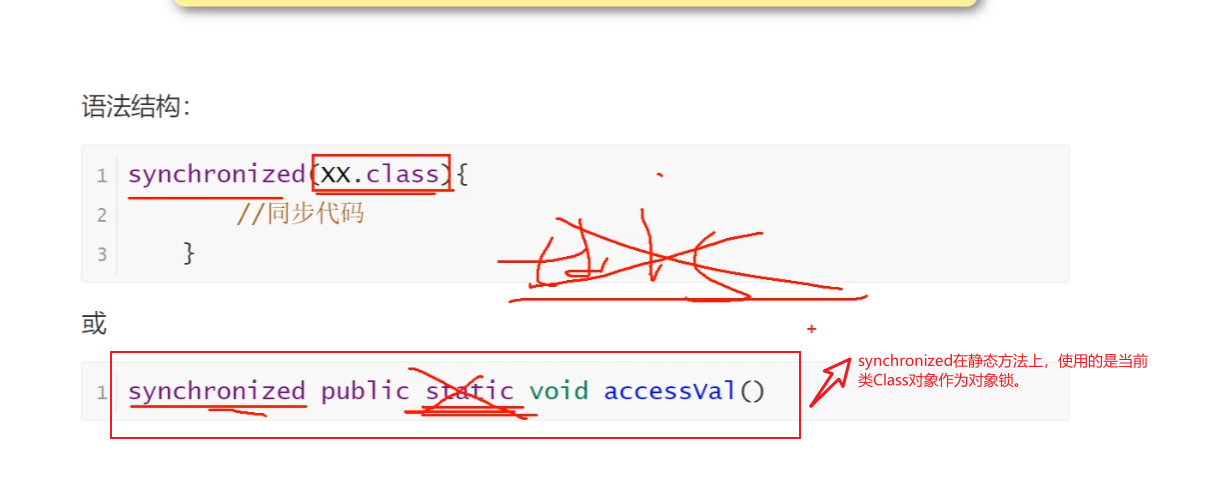 语法结构：
1 synchronized(XX.class){
2 //同步代码
3 }
或
1 synchronized public static void accessVal()
synchronized在静态方法上，使用的是当前
类Class对象作为对象锁。